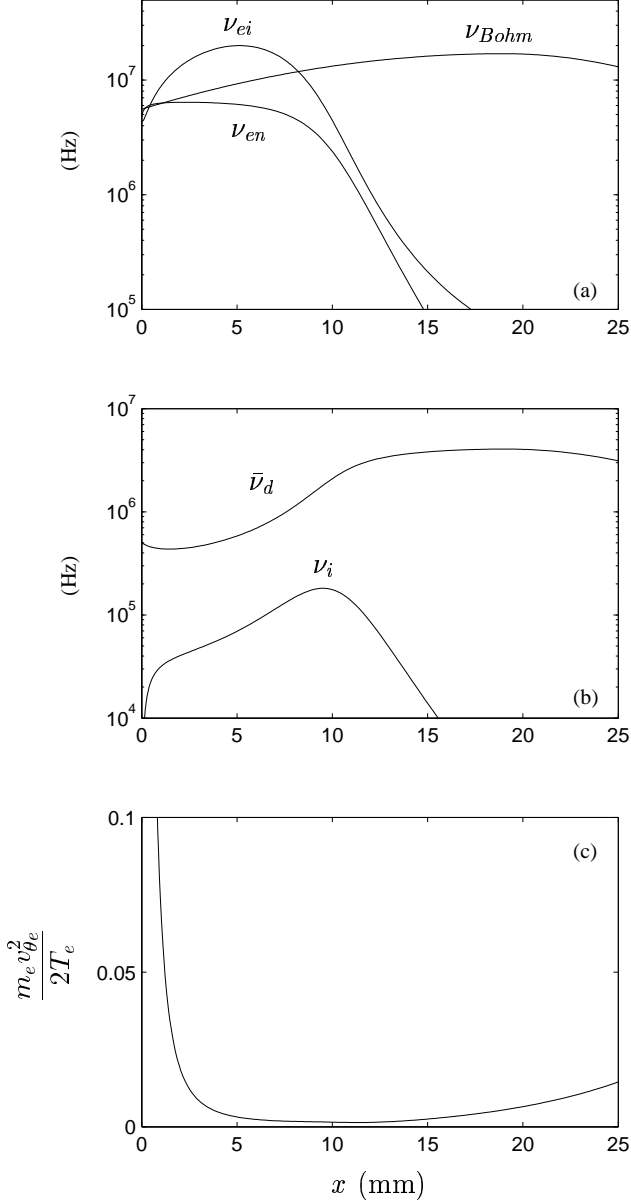 ν_ei
ν_Bohm
10^7
ν_en
(Hz)
10^6
(a)
10^5
0 5 10 15 20 25
10^7
ν̄_d
10^6
ν_i
(Hz)
10^5
(b)
10^4
0 5 10 15 20 25
0.1
(c)
m_e v_θe^2 / 2T_e
0.05
0
0 5 10 15 20 25
x (mm)